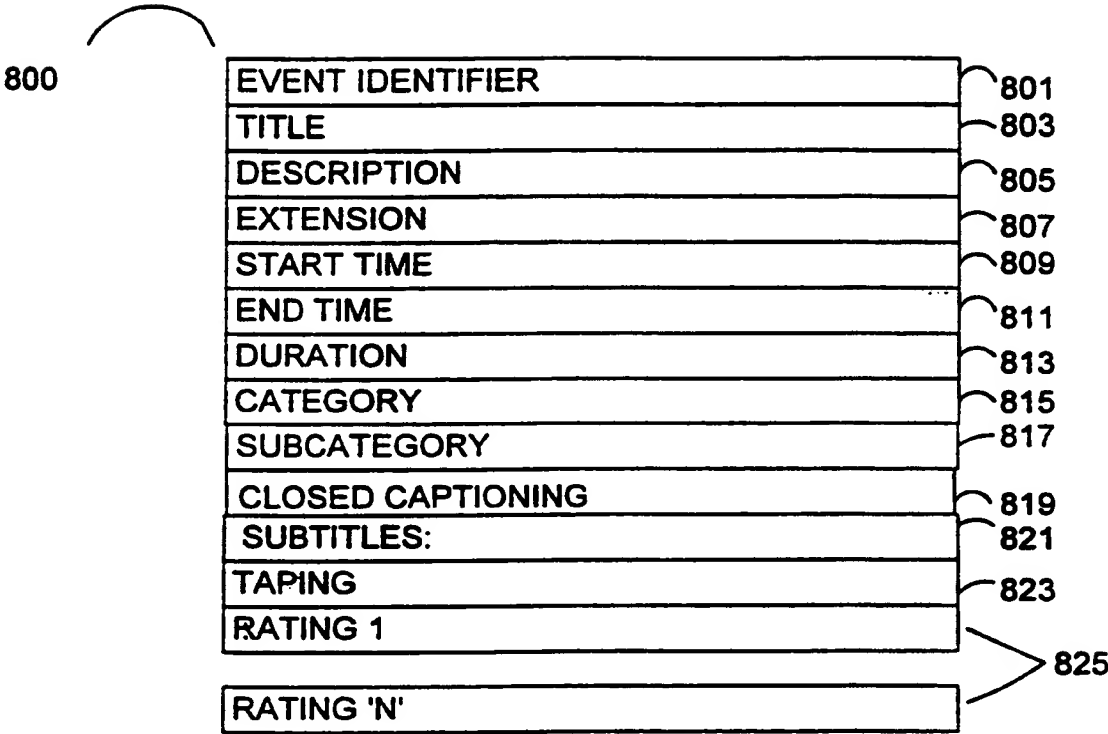 800
EVENT IDENTIFIER 801
TITLE 803
DESCRIPTION 805
EXTENSION 807
START TIME 809
END TIME 811
DURATION 813
CATEGORY 815
SUBCATEGORY 817
CLOSED CAPTIONING 819
SUBTITLES: 821
TAPING 823
RATING 1
825
RATING 'N'